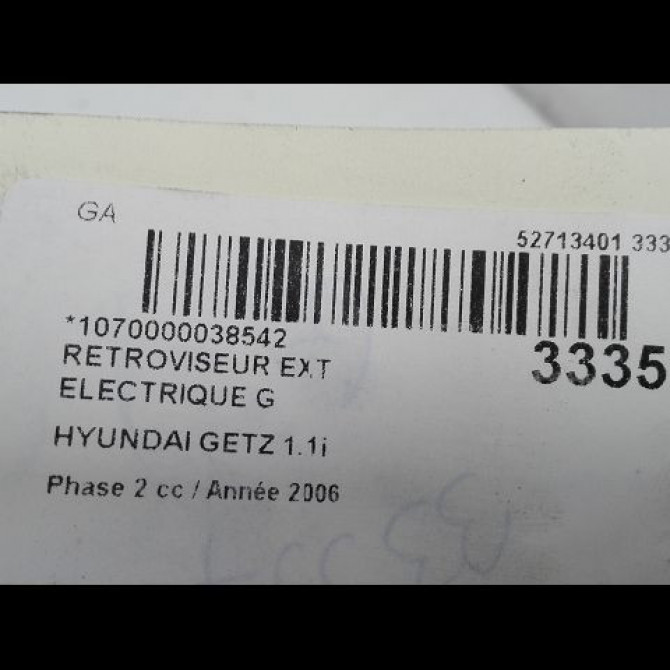 GA
52713401 333
*1070000038542
3335
RETROVISEUR EXT
ELECTRIQUE G
HYUNDAI GETZ 1.1i
Phase 2 cc / Année 2006